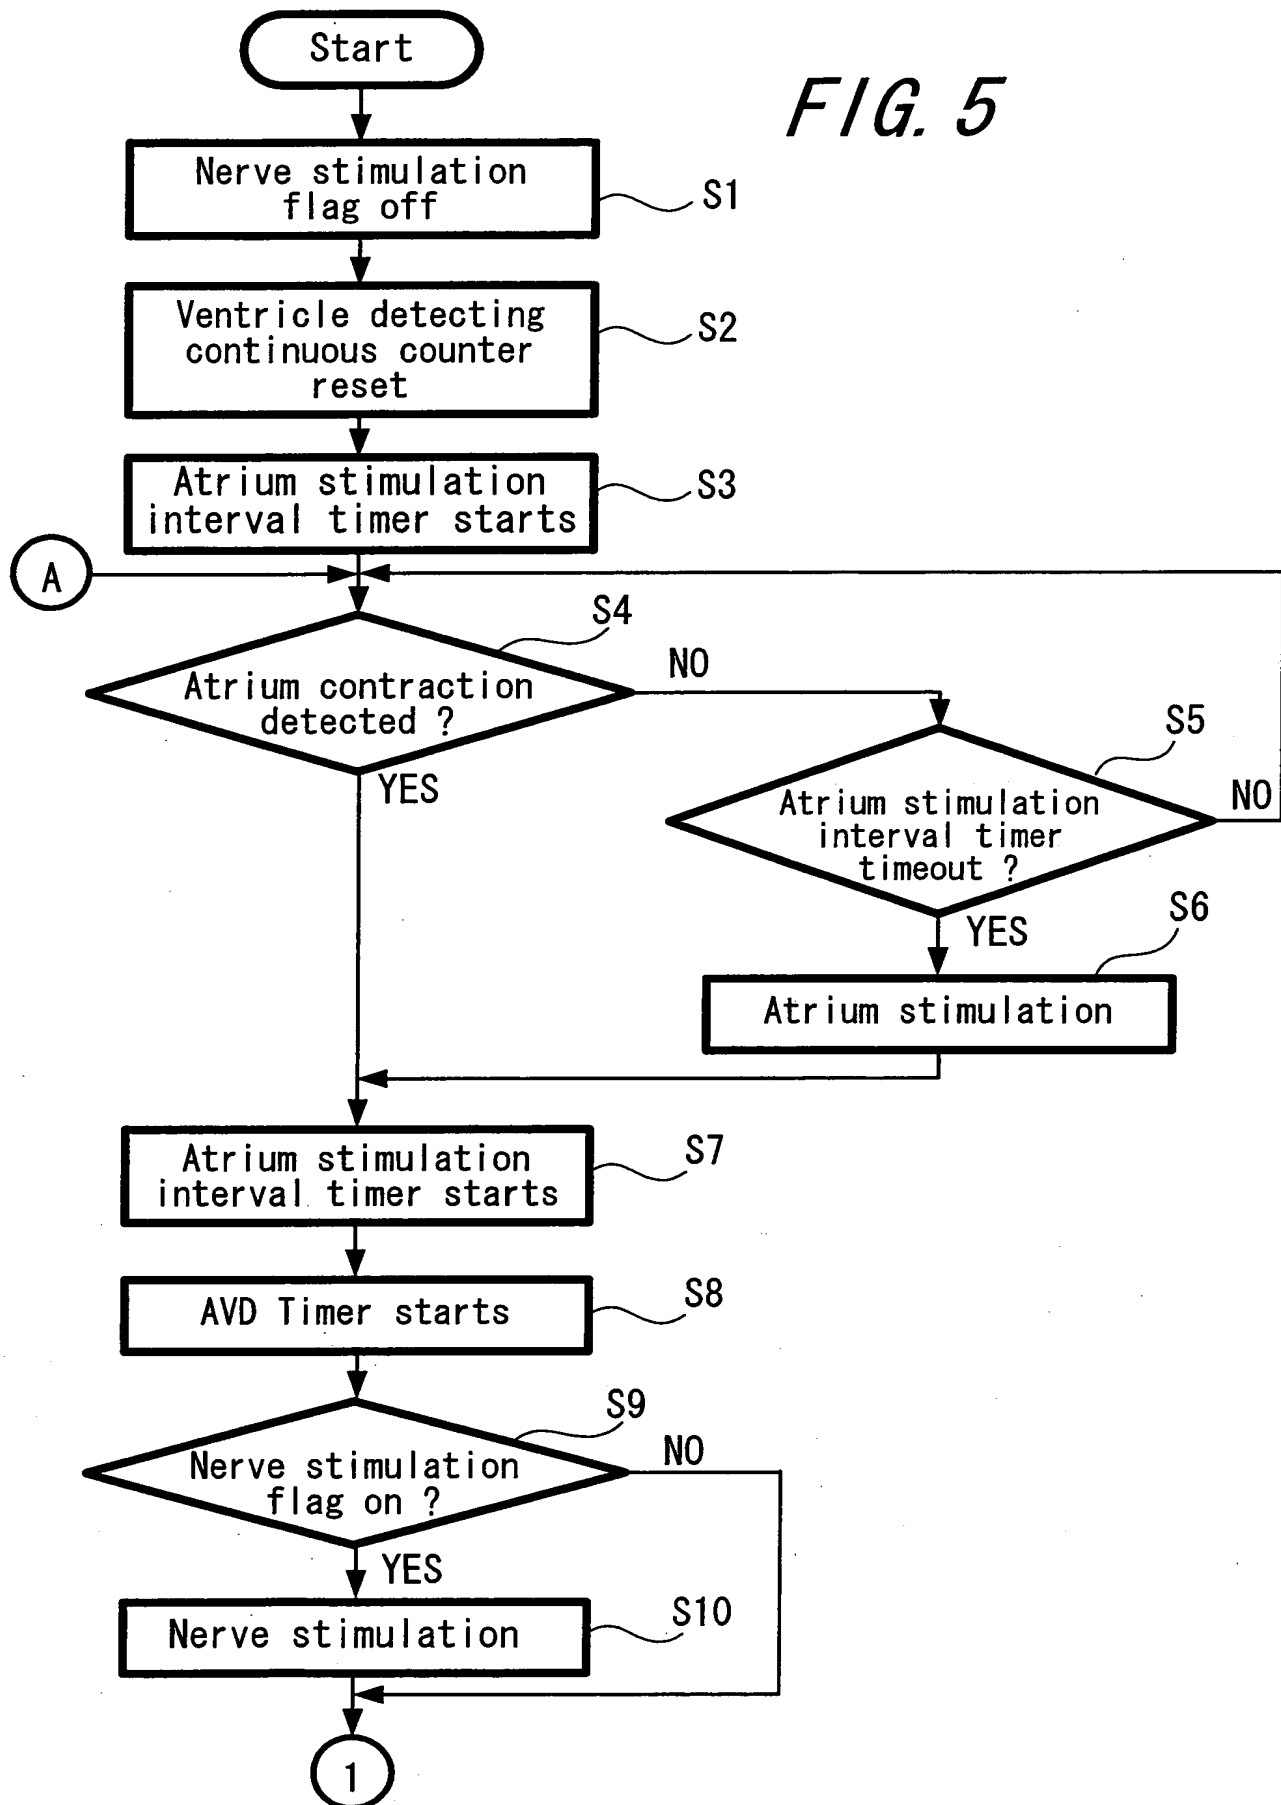 Start
FIG. 5
Nerve stimulation
flag off
S1
Ventricle detecting
continuous counter
reset
S2
Atrium stimulation
interval timer starts
S3
A
S4
Atrium contraction
detected ?
NO
YES
S5
Atrium stimulation
interval timer
timeout ?
NO
YES
S6
Atrium stimulation
Atrium stimulation
interval timer starts
S7
AVD Timer starts
S8
S9
Nerve stimulation
flag on ?
NO
YES
Nerve stimulation
S10
1